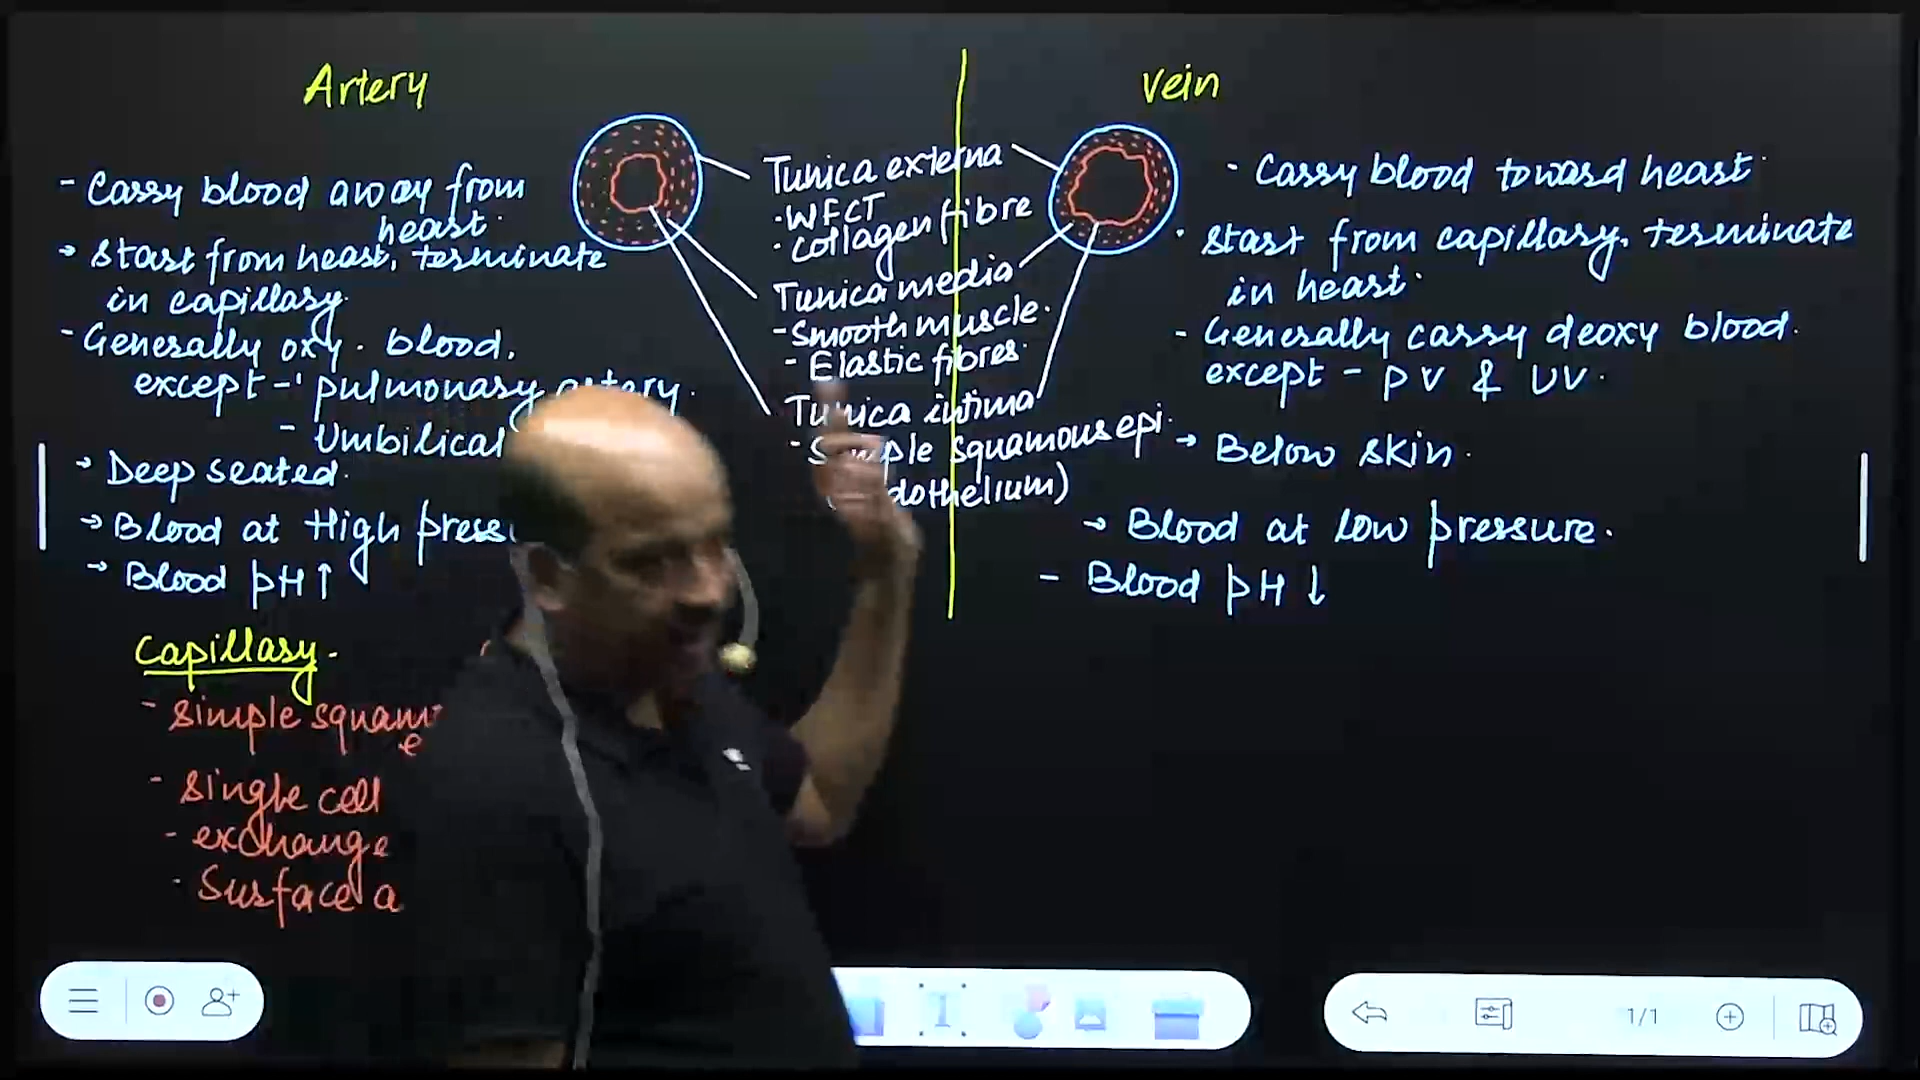 Artery
- Carry blood away from
heart.
→ Start from heart, terminate
in capillary.
- Generally oxy. blood.
except - pulmonary artery.
- Umbilical
→ Deep seated.
→ Blood at High
→ Blood pH ↑
Capillary.
- Simple
- Single cell
- exchange
- Surface
Tunica externa
· WFCT
· Collagen fibre
Tunica media
- Smooth muscle.
- Elastic fibres.
Tunica intima
- Simple squamous epi.
Vein
- Carry blood toward heart.
· Start from capillary, terminate
in heart.
- Generally carry deoxy blood.
except - PV & UV.
→ Below skin.
→ Blood at low pressure.
- Blood pH ↓
1/1